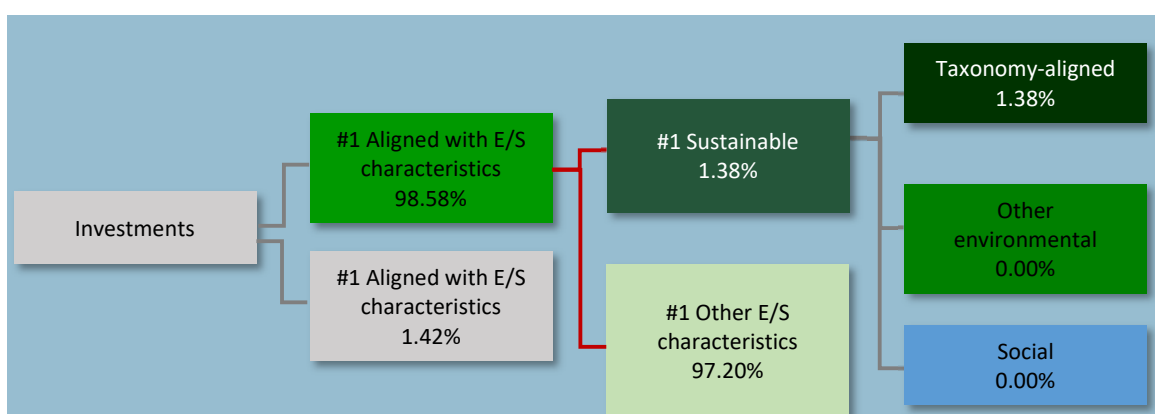 Investments
#1 Aligned with E/S
characteristics
98.58%
#1 Aligned with E/S
characteristics
1.42%
#1 Sustainable
1.38%
#1 Other E/S
characteristics
97.20%
Taxonomy-aligned
1.38%
Other
environmental
0.00%
Social
0.00%